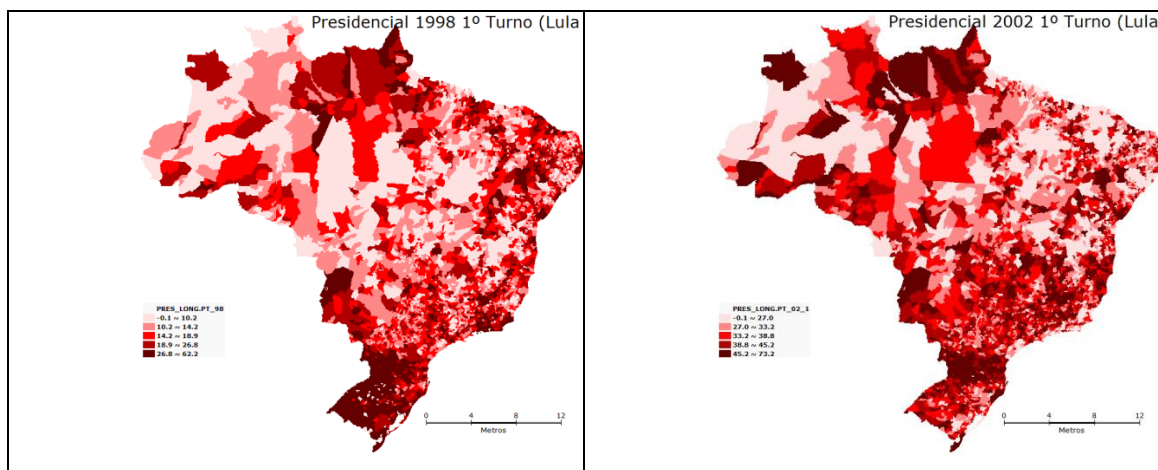 Presidencial 1998 1º Turno (Lula
PRES_LONG.PT_98
-0.1 ~ 10.2
10.2 ~ 14.2
14.2 ~ 18.9
18.9 ~ 26.8
26.8 ~ 62.2
0 4 8 12
Metros
Presidencial 2002 1º Turno (Lula
PRES_LONG.PT_02_1
-0.1 ~ 27.0
27.0 ~ 33.2
33.2 ~ 38.8
38.8 ~ 45.2
45.2 ~ 73.2
0 4 8 12
Metros